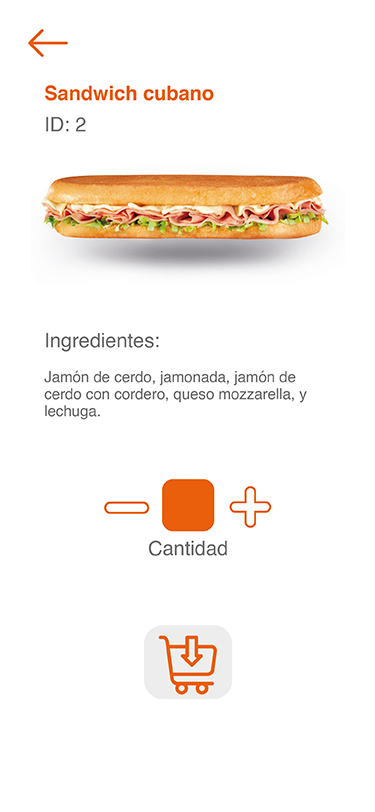 Sandwich cubano
ID: 2
Ingredientes:
Jamón de cerdo, jamonada, jamón de
cerdo con cordero, queso mozzarella, y
lechuga.
Cantidad